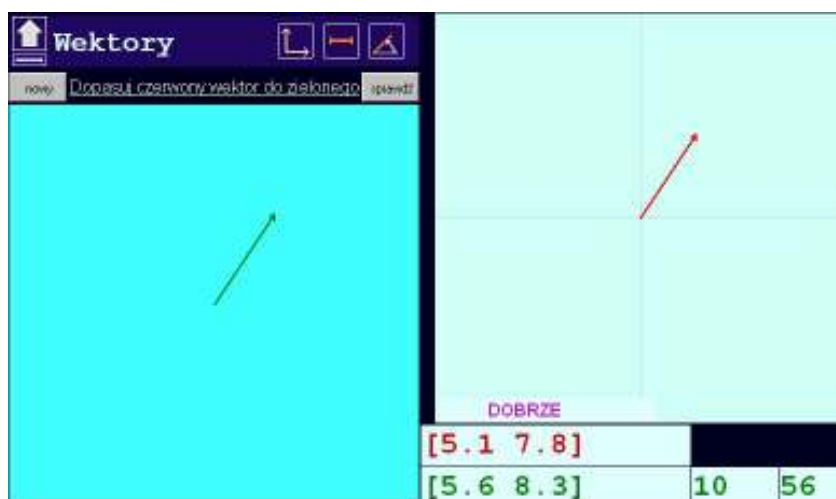 Wektory
nowy Dopasuj czerwony wektor do zielonego sprawdź
DOBRZE
[5.1 7.8]
[5.6 8.3] 10 56